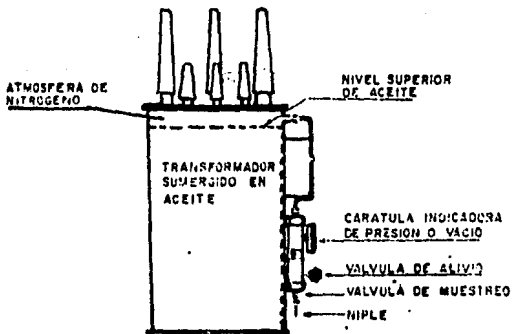 ATMOSFERA DE
NITROGENO
NIVEL SUPERIOR
DE ACEITE
TRANSFORMADOR
SUMERGIDO EN
ACEITE
CARATULA INDICADORA
DE PRESION O VACIO
VALVULA DE ALIVIO
VALVULA DE MUESTREO
NIPLE